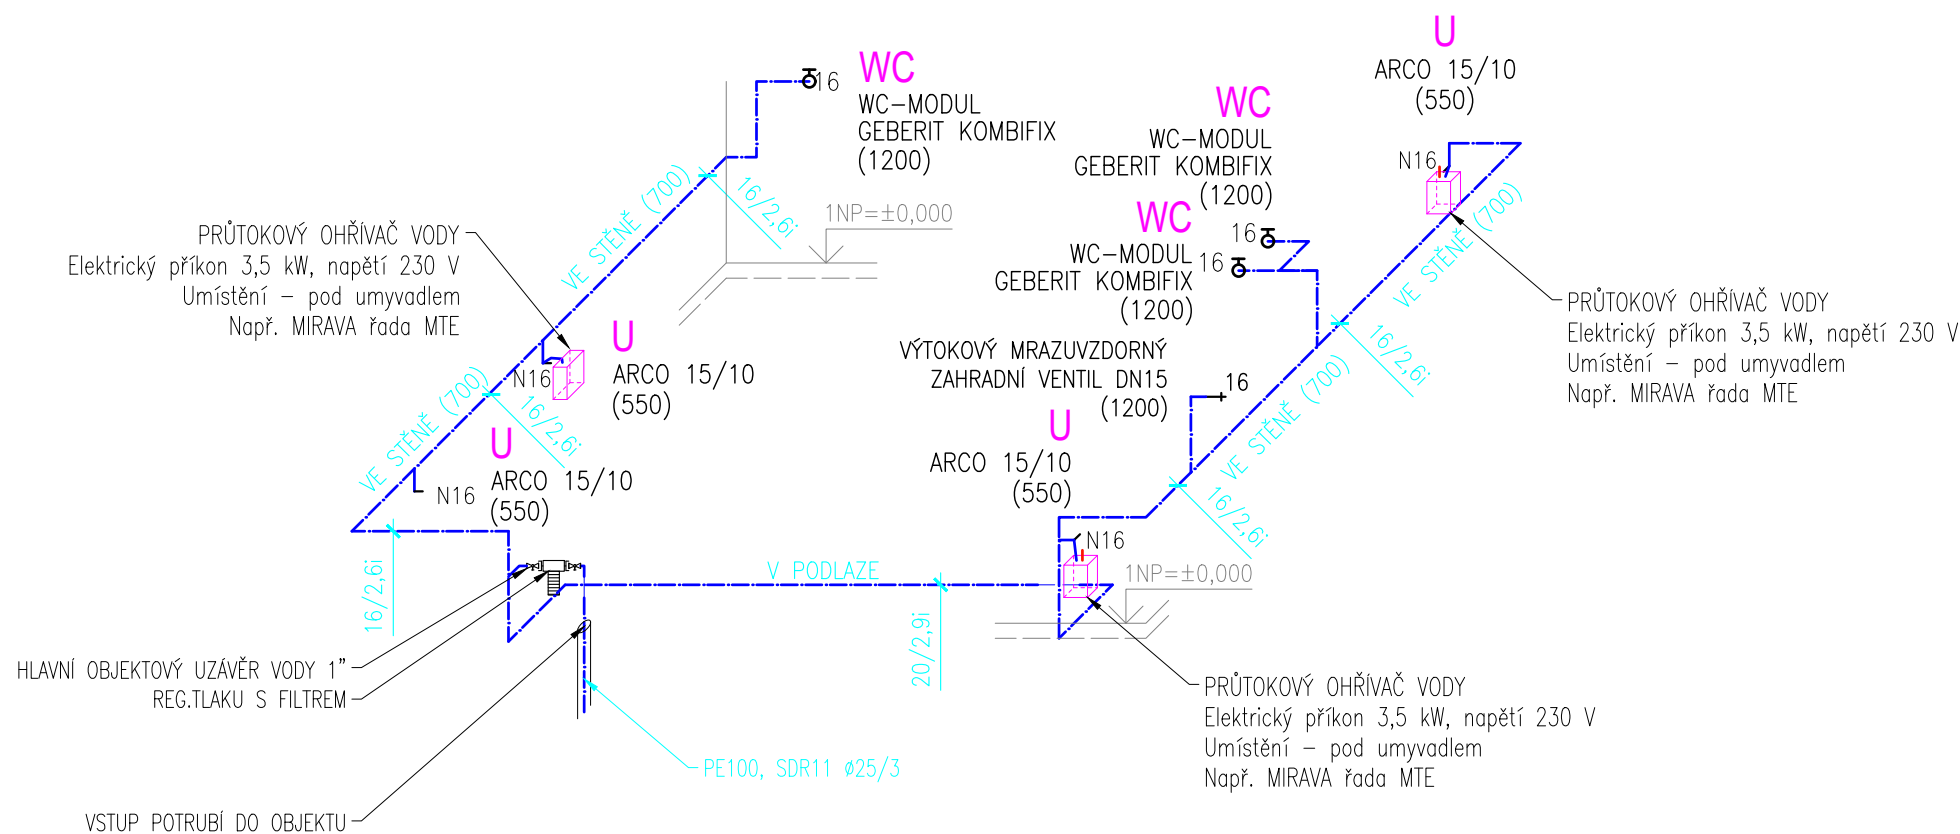 U
ARCO 15/10
(550)
N16
16
WC
WC-MODUL
GEBERIT KOMBIFIX
(1200)
WC
WC-MODUL
GEBERIT KOMBIFIX
(1200)
16
WC
WC-MODUL
GEBERIT KOMBIFIX
(1200)
16
VE STĚNĚ (700)
16/2,6i
1NP=±0,000
PRŮTOKOVÝ OHŘÍVAČ VODY
Elektrický příkon 3,5 kW, napětí 230 V
Umístění – pod umyvadlem
Např. MIRAVA řada MTE
U
ARCO 15/10
(550)
N16
VE STĚNĚ (700)
16/2,6i
U
ARCO 15/10
(550)
N16
16/2,6i
VE STĚNĚ (700)
16/2,6i
PRŮTOKOVÝ OHŘÍVAČ VODY
Elektrický příkon 3,5 kW, napětí 230 V
Umístění – pod umyvadlem
Např. MIRAVA řada MTE
VÝTOKOVÝ MRAZUVZDORNÝ
ZAHRADNÍ VENTIL DN15
(1200)
16
VE STĚNĚ (700)
16/2,6i
U
ARCO 15/10
(550)
N16
1NP=±0,000
V PODLAZE
20/2,9i
HLAVNÍ OBJEKTOVÝ UZÁVĚR VODY 1"
REG.TLAKU S FILTREM
PRŮTOKOVÝ OHŘÍVAČ VODY
Elektrický příkon 3,5 kW, napětí 230 V
Umístění – pod umyvadlem
Např. MIRAVA řada MTE
PE100, SDR11 ø25/3
VSTUP POTRUBÍ DO OBJEKTU